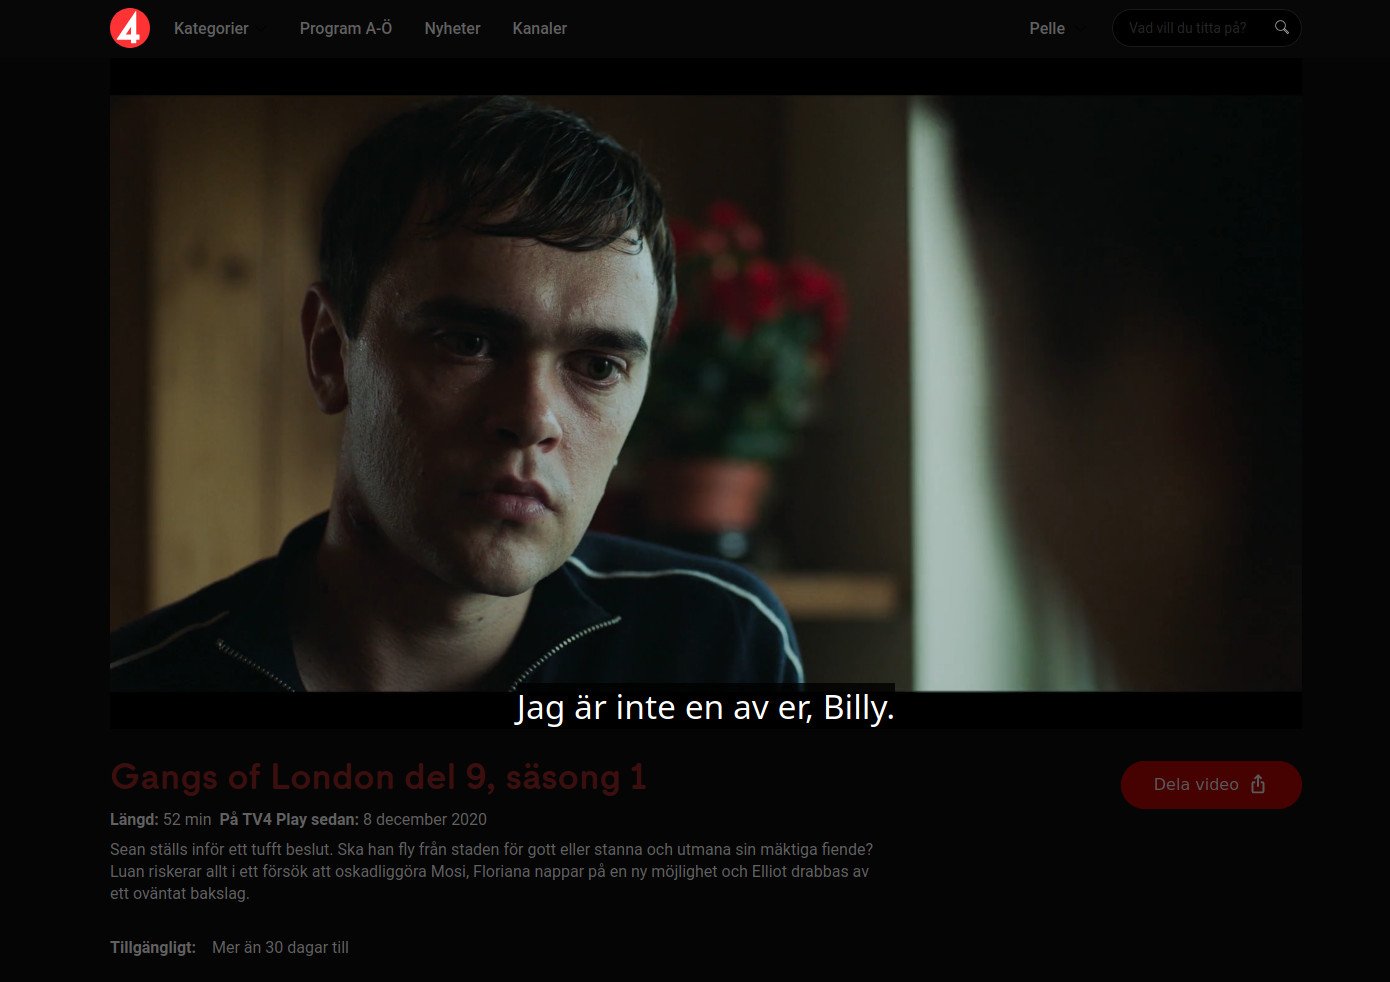 4
Kategorier
Program A-Ö
Nyheter
Kanaler
Pelle
Vad vill du titta på?
Jag är inte en av er, Billy.
Gangs of London del 9, säsong 1
Dela video
Längd: 52 min På TV4 Play sedan: 8 december 2020
Sean ställs inför ett tufft beslut. Ska han fly från staden för gott eller stanna och utmana sin mäktiga fiende?
Luan riskerar allt i ett försök att oskadliggöra Mosi, Floriana nappar på en ny möjlighet och Elliot drabbas av
ett oväntat bakslag.
Tillgängligt: Mer än 30 dagar till